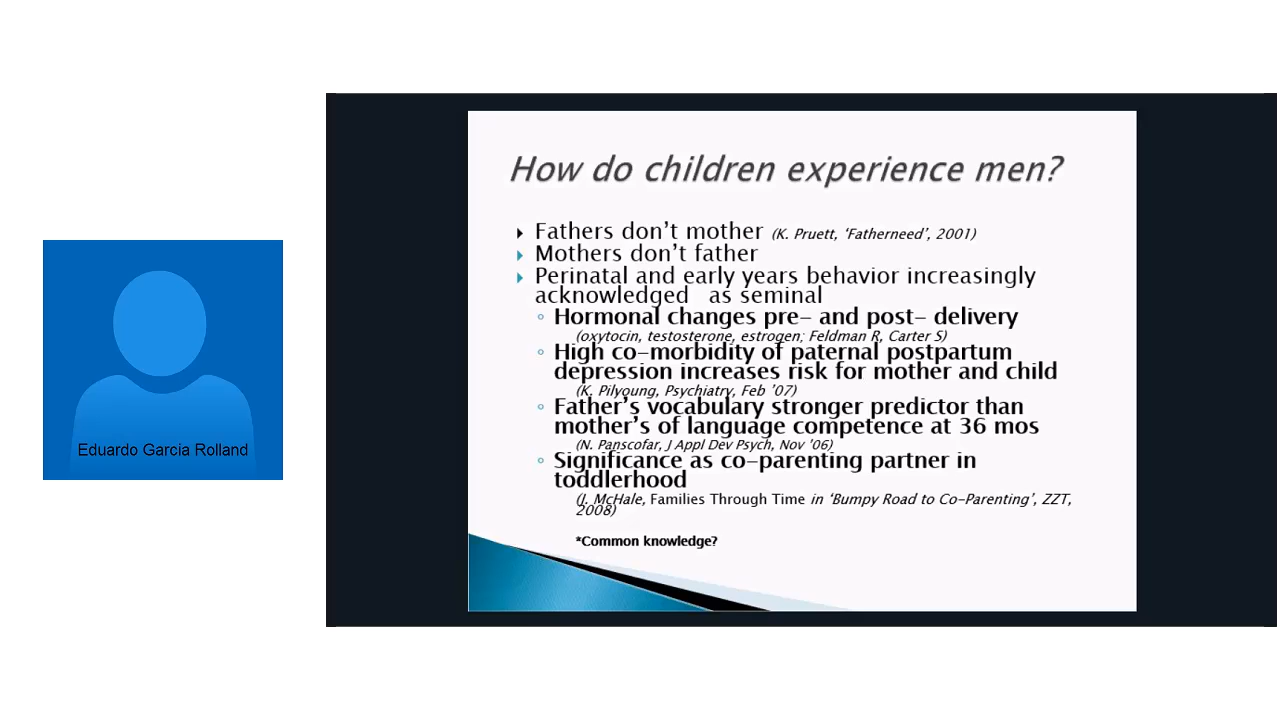 How do children experience men?
Fathers don't mother (K. Pruett, 'Fatherneed', 2001)
Mothers don't father
Perinatal and early years behavior increasingly
acknowledged as seminal
Hormonal changes pre- and post- delivery
(oxytocin, testosterone, estrogen; Feldman R, Carter S)
High co-morbidity of paternal postpartum
depression increases risk for mother and child
(K. Pilyoung, Psychiatry, Feb '07)
Father's vocabulary stronger predictor than
mother's of language competence at 36 mos
(N. Panscofar, J Appl Dev Psych, Nov '06)
Significance as co-parenting partner in
toddlerhood
(J. McHale, Families Through Time in 'Bumpy Road to Co-Parenting', ZZT,
2008)
*Common knowledge?
Eduardo Garcia Rolland